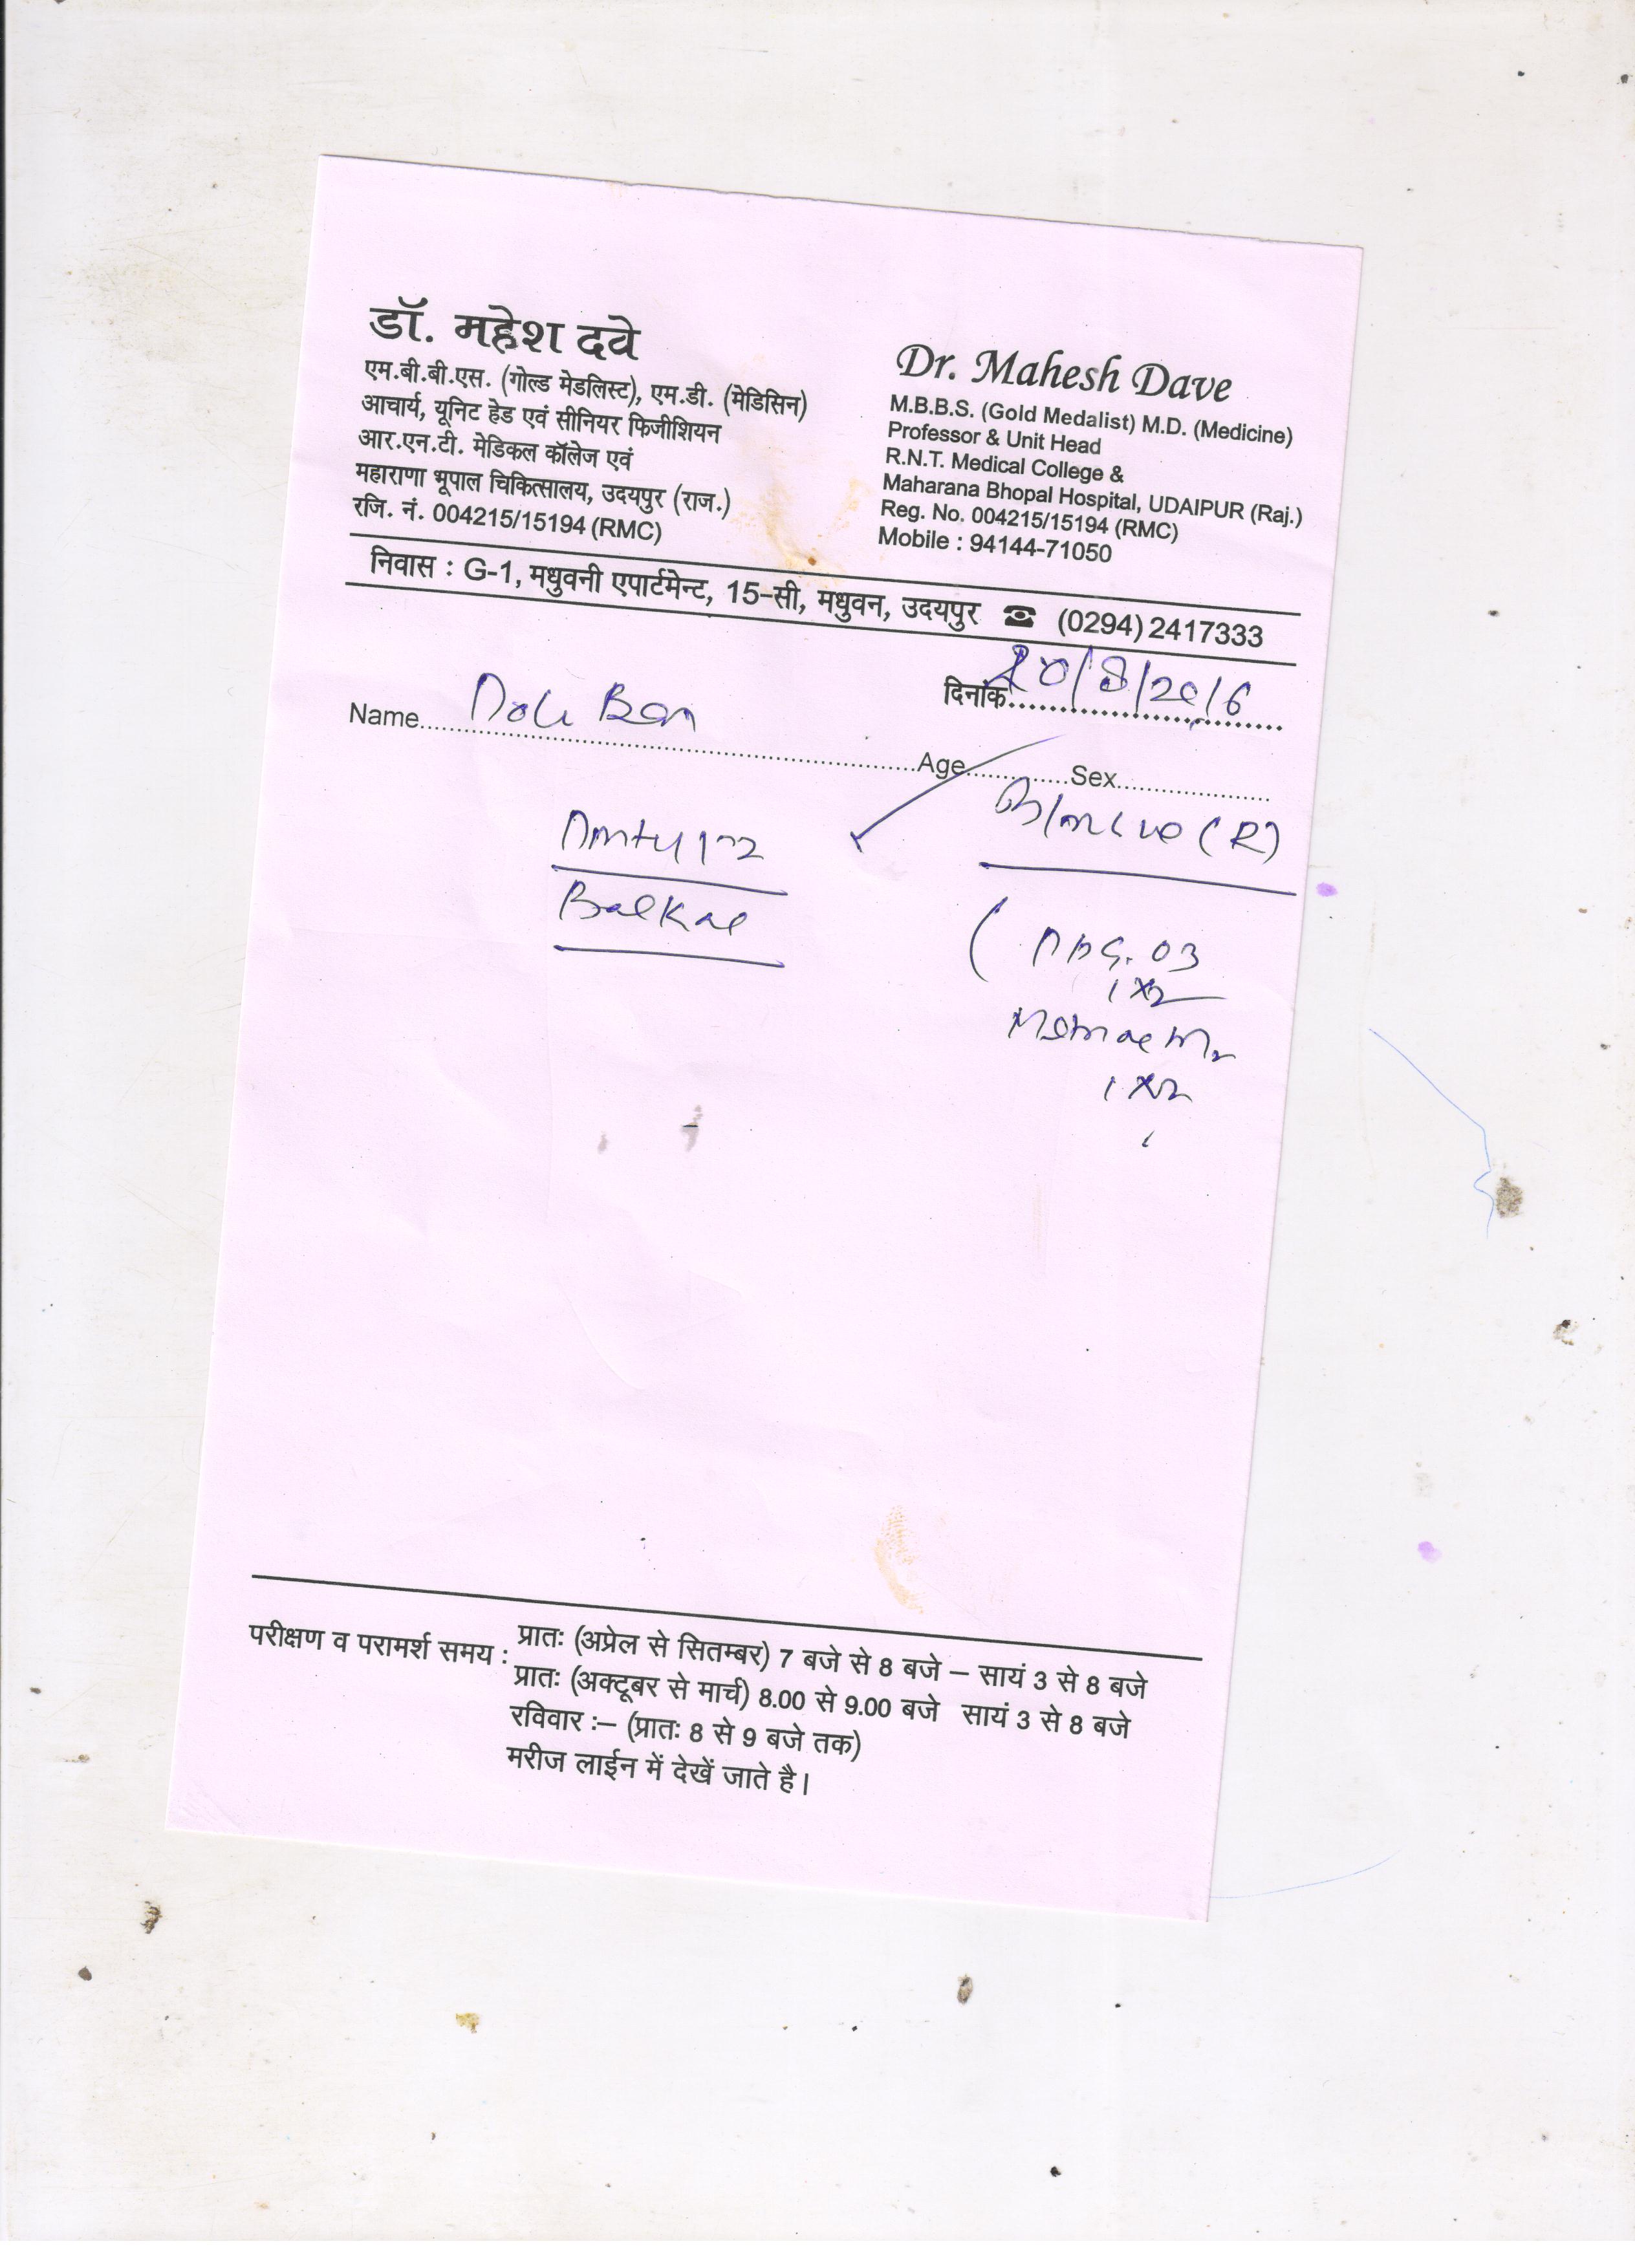 डॉ. महेश दवे
एम.बी.बी.एस. (गोल्ड मेडलिस्ट), एम.डी. (मेडिसिन)
आचार्य, यूनिट हेड एवं सीनियर फिजीशियन
आर.एन.टी. मेडिकल कॉलेज एवं
महाराणा भूपाल चिकित्सालय, उदयपुर (राज.)
रजि. नं. 004215/15194 (RMC)
Dr. Mahesh Dave
M.B.B.S. (Gold Medalist) M.D. (Medicine)
Professor & Unit Head
R.N.T. Medical College &
Maharana Bhopal Hospital, UDAIPUR (Raj.)
Reg. No. 004215/15194 (RMC)
Mobile : 94144-71050
निवास : G-1, मधुवनी एपार्टमेन्ट, 15-सी, मधुवन, उदयपुर ☎ (0294) 2417333
दिनांक 20/8/2016
Name Age Sex
(R)
03
1x2
1x2
परीक्षण व परामर्श समय : प्रातः (अप्रेल से सितम्बर) 7 बजे से 8 बजे – सायं 3 से 8 बजे
प्रातः (अक्टूबर से मार्च) 8.00 से 9.00 बजे सायं 3 से 8 बजे
रविवार :– (प्रातः 8 से 9 बजे तक)
मरीज लाईन में देखें जाते है।